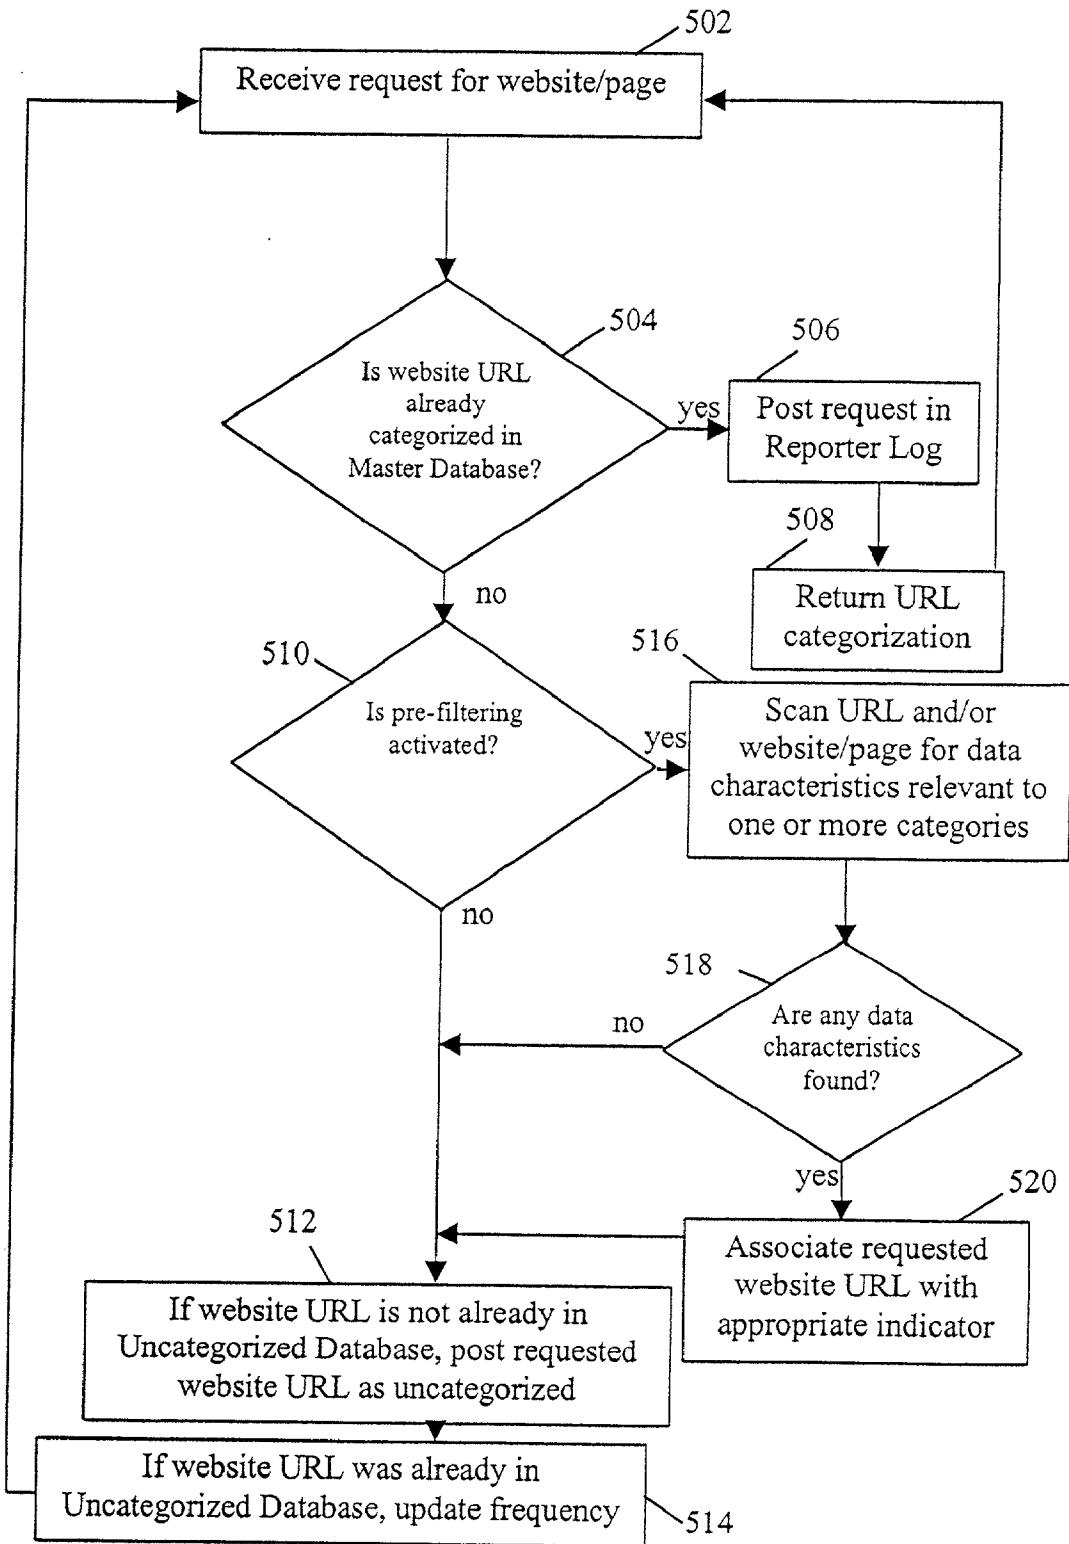 502
Receive request for website/page
504
Is website URL
already
categorized in
Master Database?
yes
506
Post request in
Reporter Log
508
Return URL
categorization
no
510
Is pre-filtering
activated?
yes
516
Scan URL and/or
website/page for data
characteristics relevant to
one or more categories
no
518
Are any data
characteristics
found?
no
yes
520
Associate requested
website URL with
appropriate indicator
512
If website URL is not already in
Uncategorized Database, post requested
website URL as uncategorized
If website URL was already in
Uncategorized Database, update frequency
514